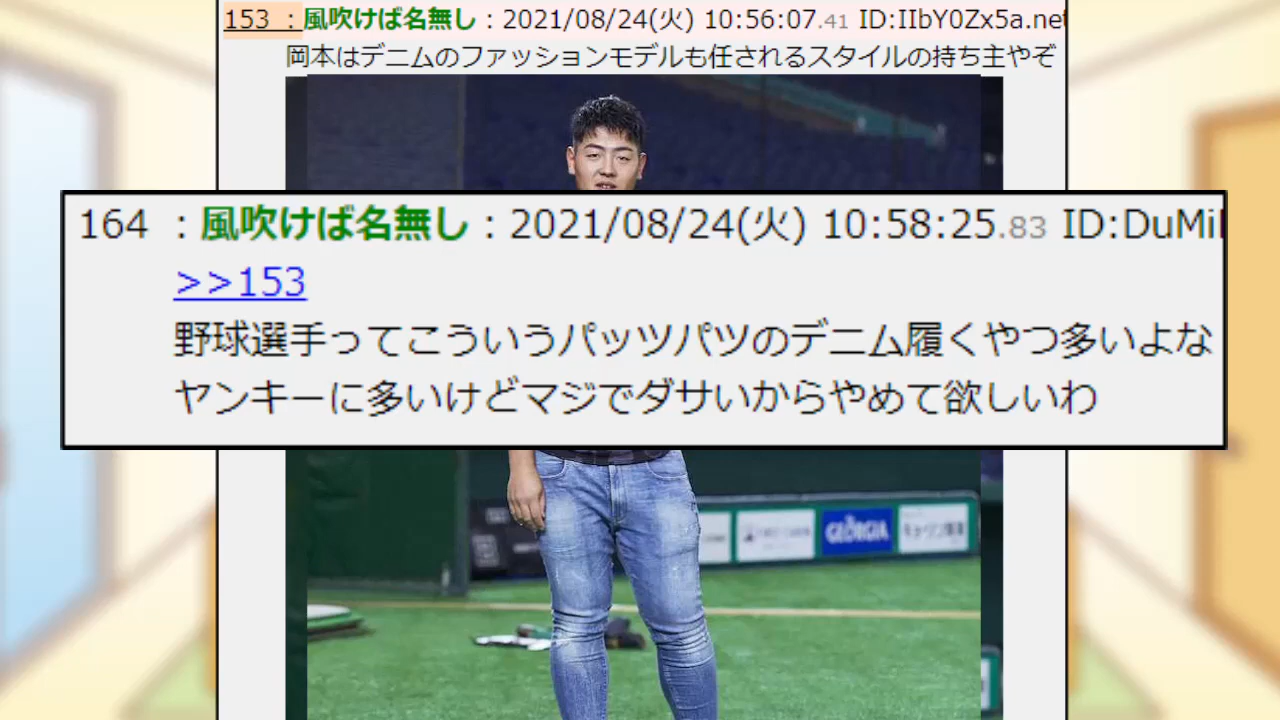 153 ：風吹けば名無し：2021/08/24(火) 10:56:07.41 ID:IIbY0Zx5a.net
岡本はデニムのファッションモデルも任されるスタイルの持ち主やぞ
164 ：風吹けば名無し：2021/08/24(火) 10:58:25.83 ID:DuMi
>>153
野球選手ってこういうパッツパツのデニム履くやつ多いよな
ヤンキーに多いけどマジでダサいからやめて欲しいわ
GEORGIA